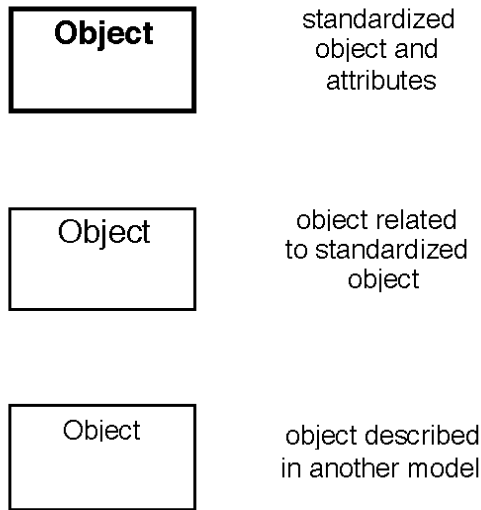 Object
standardized
object and
attributes
Object
object related
to standardized
object
Object
object described
in another model